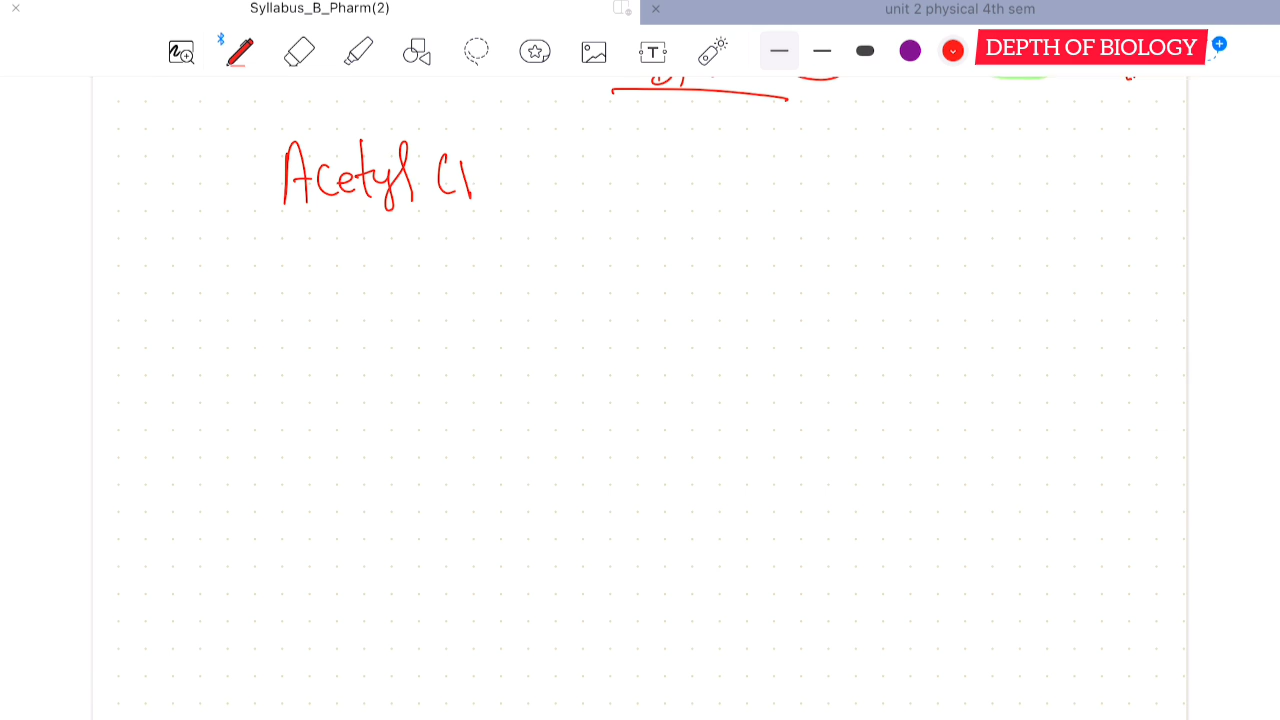 Syllabus_B_Pharm(2)
unit 2 physical 4th sem
DEPTH OF BIOLOGY
Acetyl Cl